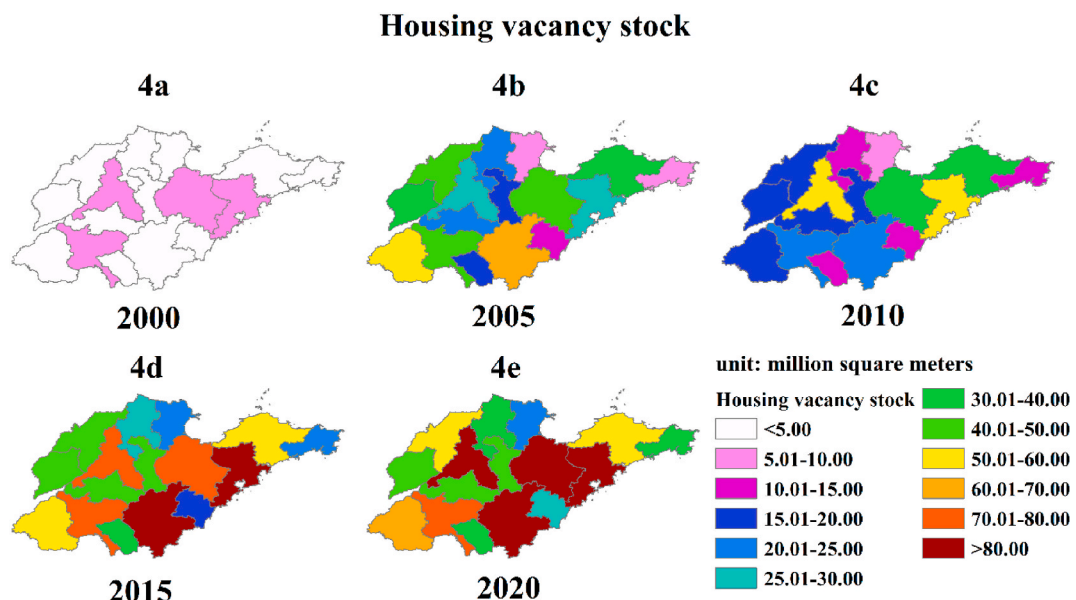 Housing vacancy stock
4a
4b
4c
2000
2005
2010
4d
4e
2015
2020
unit: million square meters
Housing vacancy stock
<5.00
5.01-10.00
10.01-15.00
15.01-20.00
20.01-25.00
25.01-30.00
30.01-40.00
40.01-50.00
50.01-60.00
60.01-70.00
70.01-80.00
>80.00